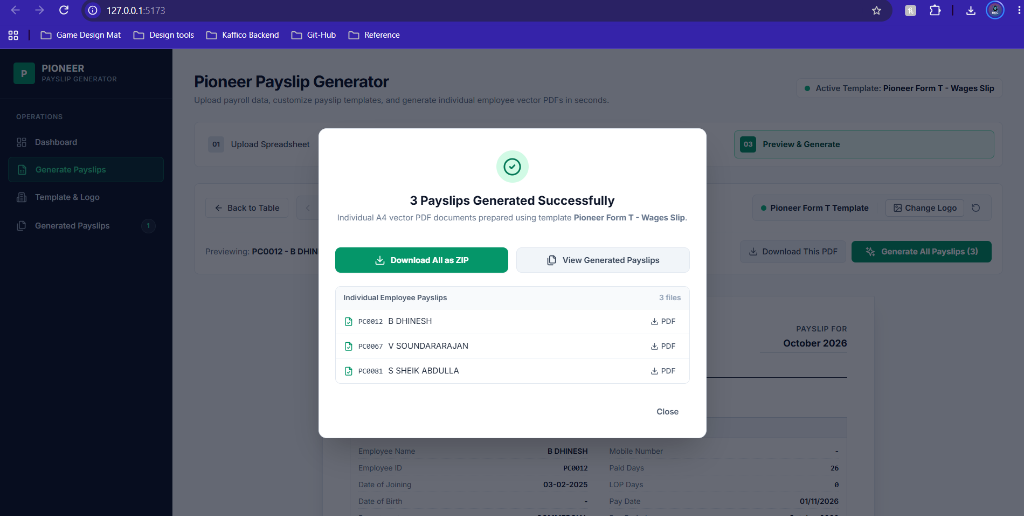 127.0.0.1:5173
Game Design Mat
Design tools
Kaffico Backend
Git-Hub
Reference
P
PIONEER
PAYSLIP GENERATOR
OPERATIONS
Dashboard
Generate Payslips
Template & Logo
Generated Payslips 1
Pioneer Payslip Generator
Upload payroll data, customize payslip templates, and generate individual employee vector PDFs in seconds.
Active Template: Pioneer Form T - Wages Slip
01 Upload Spreadsheet
03 Preview & Generate
Back to Table
Pioneer Form T Template
Change Logo
Previewing: PC0012 - B DHIN
Download This PDF
Generate All Payslips (3)
3 Payslips Generated Successfully
Individual A4 vector PDF documents prepared using template Pioneer Form T - Wages Slip.
Download All as ZIP
View Generated Payslips
Individual Employee Payslips 3 files
PC0012 B DHINESH PDF
PC0067 V SOUNDARARAJAN PDF
PC0081 S SHEIK ABDULLA PDF
Close
PAYSLIP FOR
October 2026
Employee Name B DHINESH Mobile Number -
Employee ID PC0012 Paid Days 26
Date of Joining 03-02-2025 LOP Days 0
Date of Birth - Pay Date 01/11/2026